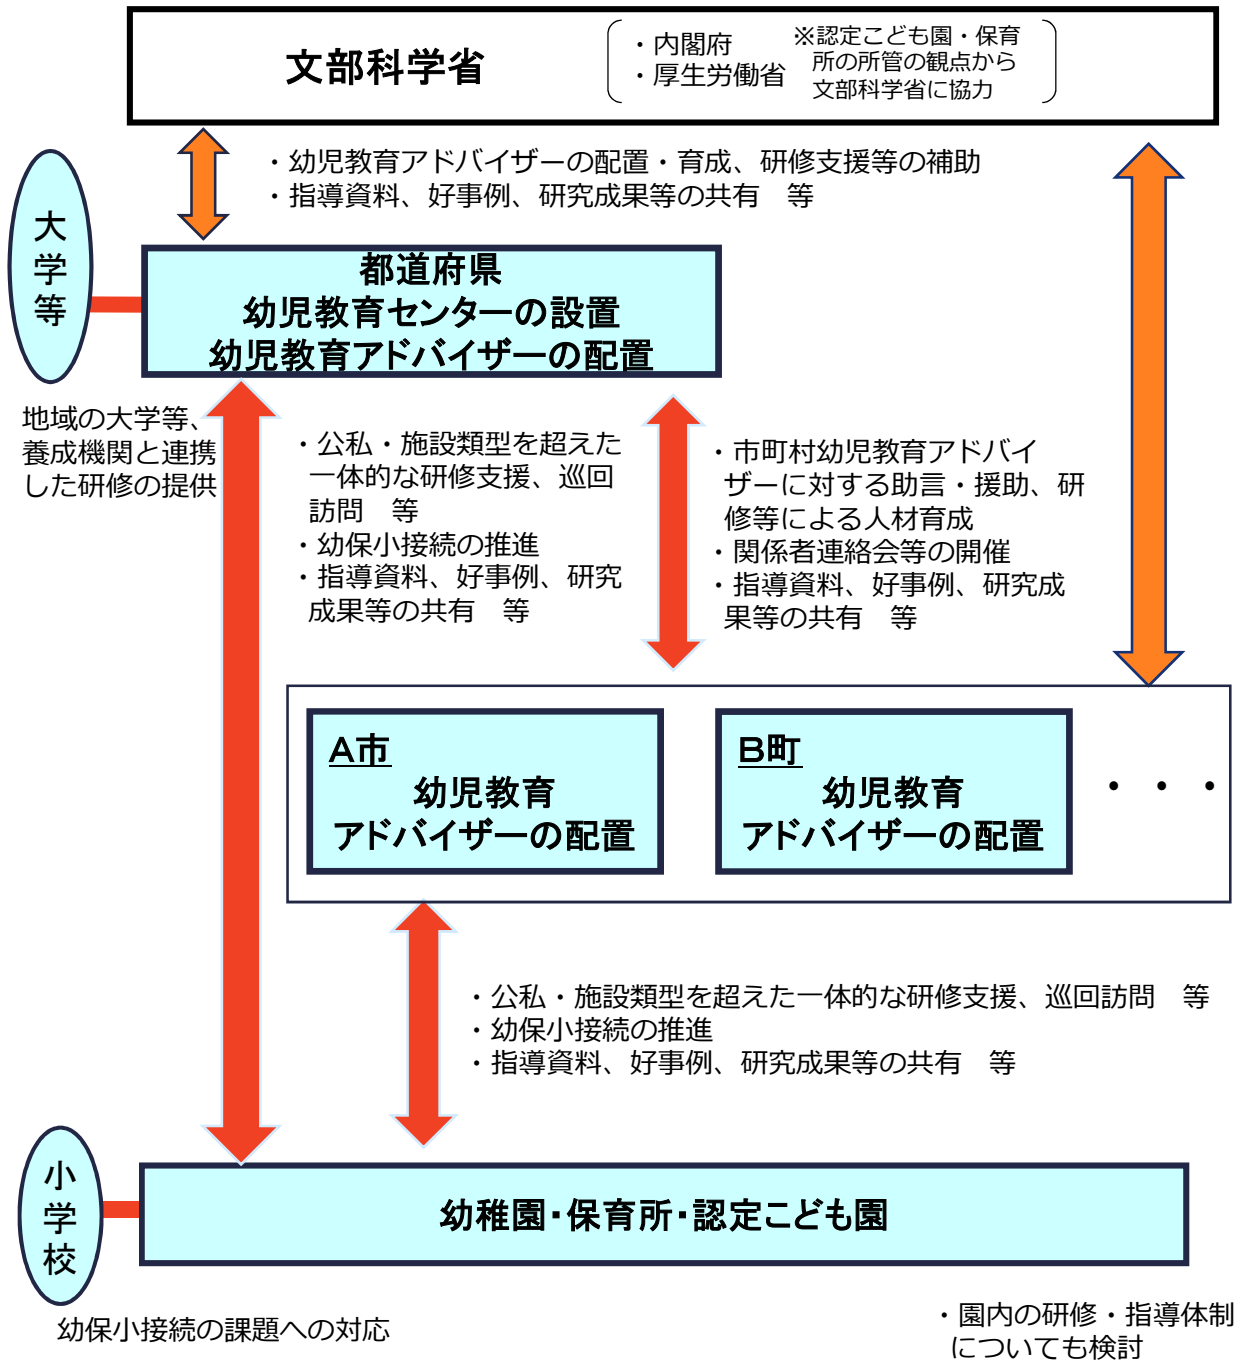 文部科学省
・内閣府
・厚生労働省
※認定こども園・保育
所の所管の観点から
文部科学省に協力
・幼児教育アドバイザーの配置・育成、研修支援等の補助
・指導資料、好事例、研究成果等の共有　等
大学等
都道府県
幼児教育センターの設置
幼児教育アドバイザーの配置
地域の大学等、
養成機関と連携
した研修の提供
・公私・施設類型を超えた
一体的な研修支援、巡回
訪問　等
・幼保小接続の推進
・指導資料、好事例、研究
成果等の共有　等
・市町村幼児教育アドバイ
ザーに対する助言・援助、研
修等による人材育成
・関係者連絡会等の開催
・指導資料、好事例、研究成
果等の共有　等
A市
幼児教育
アドバイザーの配置
B町
幼児教育
アドバイザーの配置
・・・
・公私・施設類型を超えた一体的な研修支援、巡回訪問　等
・幼保小接続の推進
・指導資料、好事例、研究成果等の共有　等
小学校
幼稚園・保育所・認定こども園
幼保小接続の課題への対応
・園内の研修・指導体制
についても検討